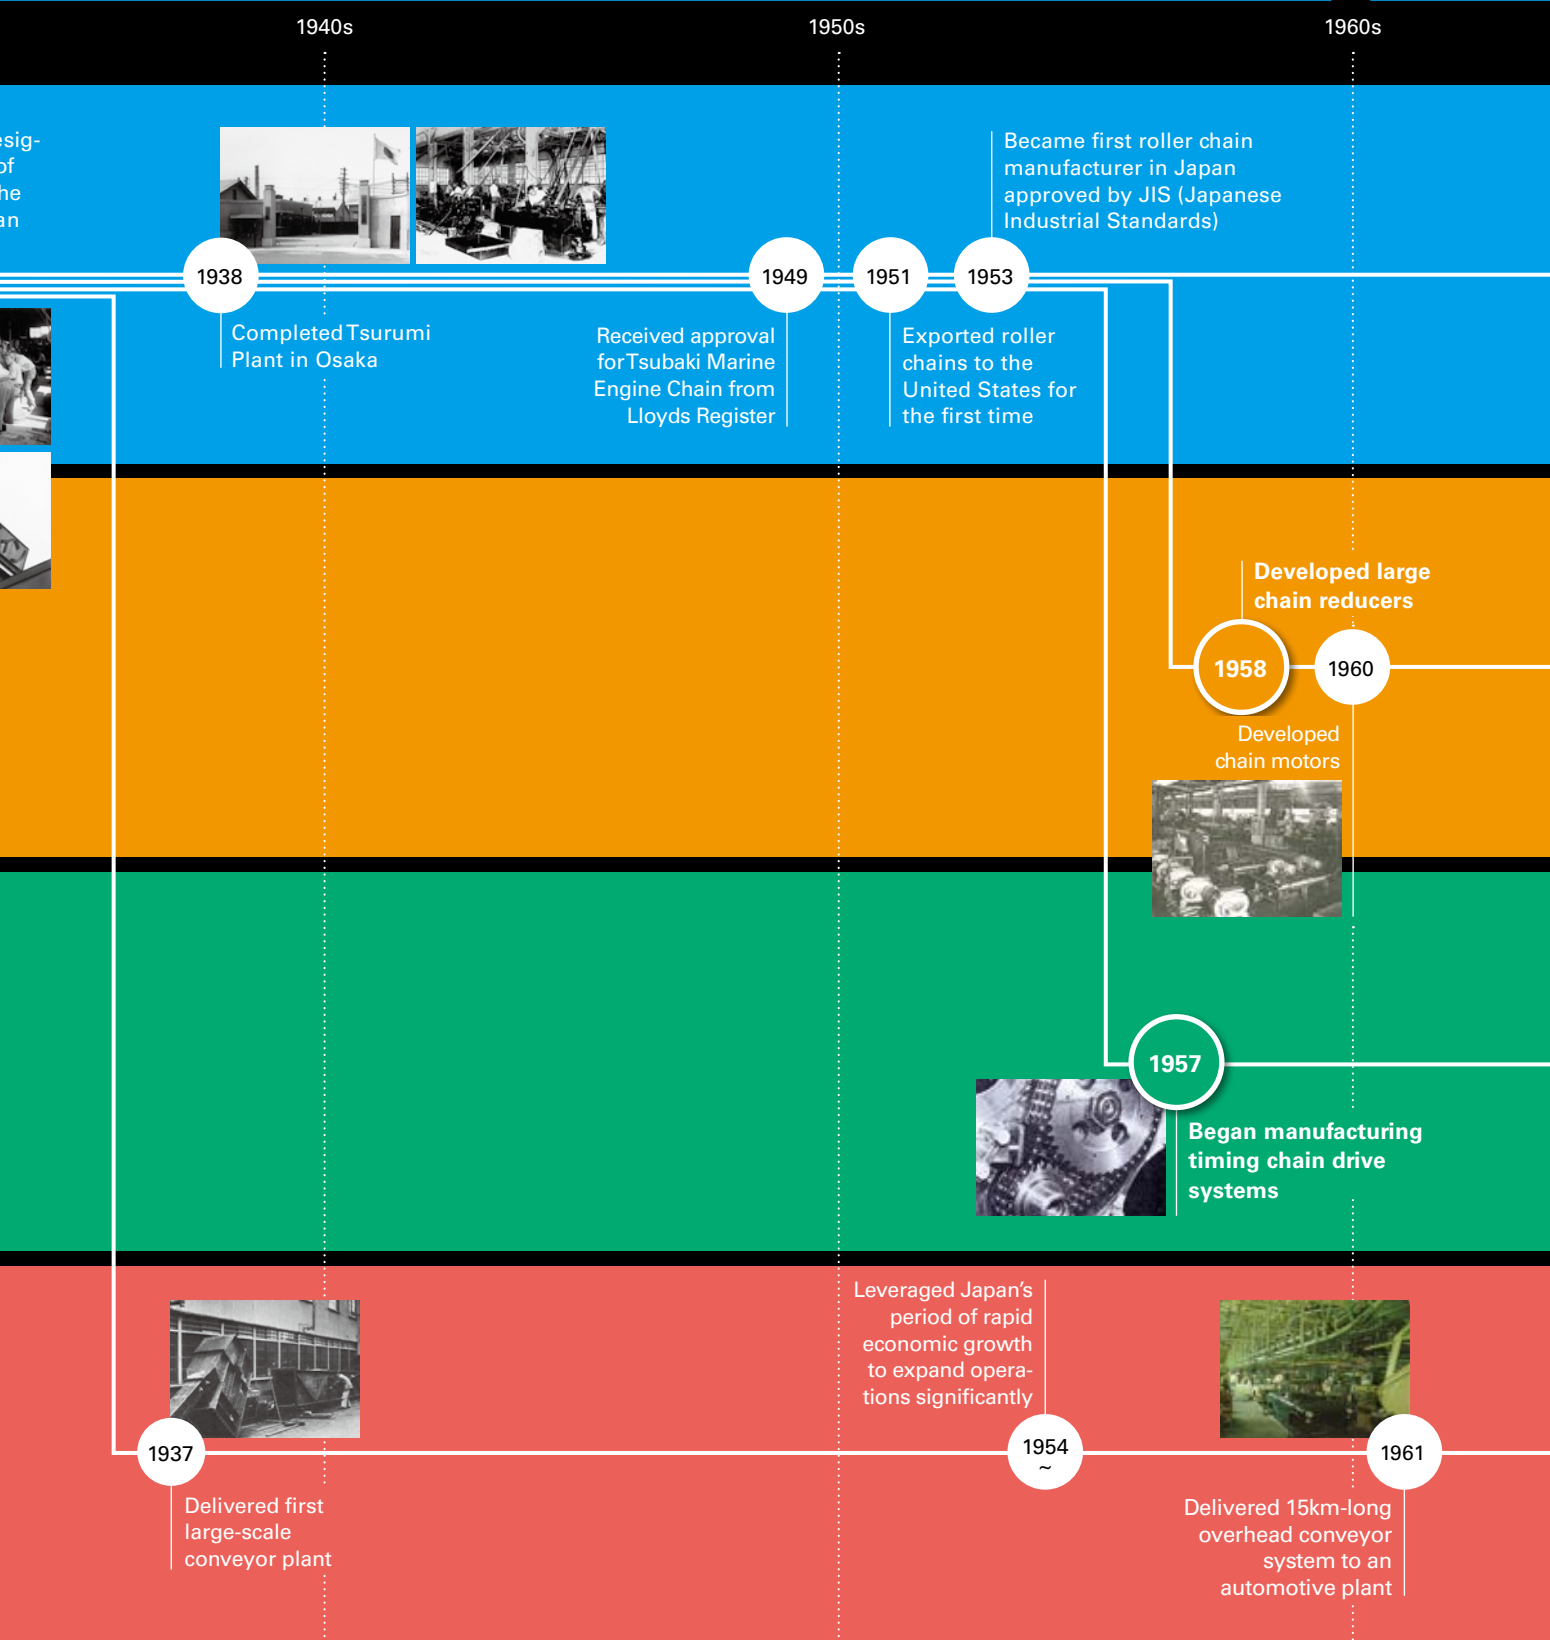 1940s
1950s
1960s
esig-
of
he
an
1938
Completed Tsurumi
Plant in Osaka
1949
Received approval
for Tsubaki Marine
Engine Chain from
Lloyds Register
1951
Exported roller
chains to the
United States for
the first time
1953
Became first roller chain
manufacturer in Japan
approved by JIS (Japanese
Industrial Standards)
Developed large
chain reducers
1958
1960
Developed
chain motors
1957
Began manufacturing
timing chain drive
systems
1937
Delivered first
large-scale
conveyor plant
Leveraged Japan’s
period of rapid
economic growth
to expand opera-
tions significantly
1954
~
1961
Delivered 15km-long
overhead conveyor
system to an
automotive plant